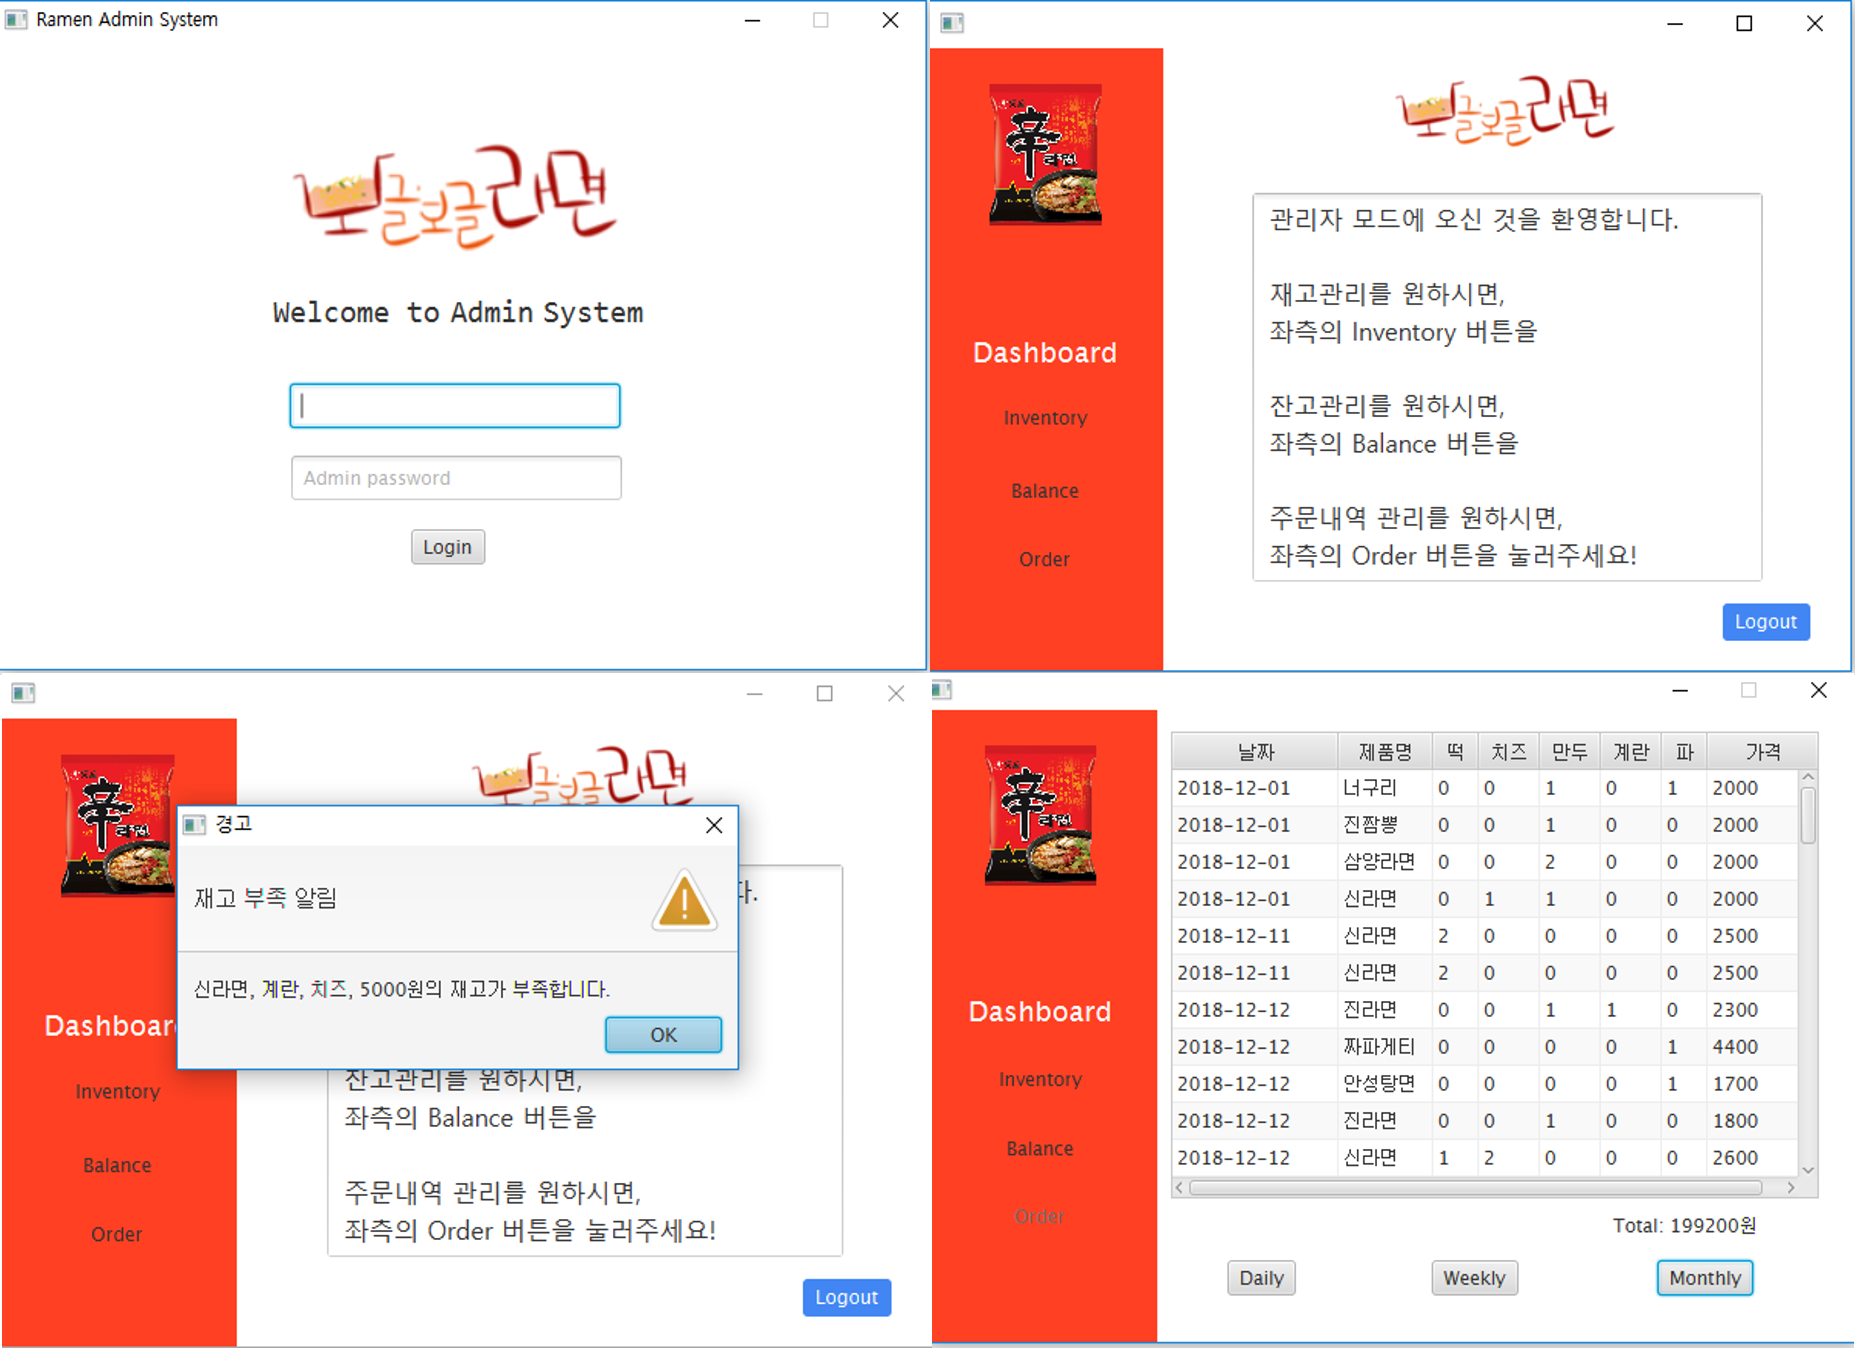 Ramen Admin System
뽀글보글라면
Welcome to Admin System
Admin password
Login
辛
라면
Dashboard
Inventory
Balance
Order
뽀글보글라면
관리자 모드에 오신 것을 환영합니다.
재고관리를 원하시면,
좌측의 Inventory 버튼을
잔고관리를 원하시면,
좌측의 Balance 버튼을
주문내역 관리를 원하시면,
좌측의 Order 버튼을 눌러주세요!
Logout
辛
라면
Dashboar
Inventory
Balance
Order
뽀글보글라면
다.
경고
재고 부족 알림
신라면, 계란, 치즈, 5000원의 재고가 부족합니다.
OK
잔고관리를 원하시면,
좌측의 Balance 버튼을
주문내역 관리를 원하시면,
좌측의 Order 버튼을 눌러주세요!
Logout
辛
라면
Dashboard
Inventory
Balance
Order
날짜 제품명 떡 치즈 만두 계란 파 가격
2018-12-01 너구리 0 0 1 0 1 2000
2018-12-01 진짬뽕 0 0 1 0 0 2000
2018-12-01 삼양라면 0 0 2 0 0 2000
2018-12-01 신라면 0 1 1 0 0 2000
2018-12-11 신라면 2 0 0 0 0 2500
2018-12-11 신라면 2 0 0 0 0 2500
2018-12-12 진라면 0 0 1 1 0 2300
2018-12-12 짜파게티 0 0 0 0 1 4400
2018-12-12 안성탕면 0 0 0 0 1 1700
2018-12-12 진라면 0 0 1 0 0 1800
2018-12-12 신라면 1 2 0 0 0 2600
Total: 199200원
Daily Weekly Monthly